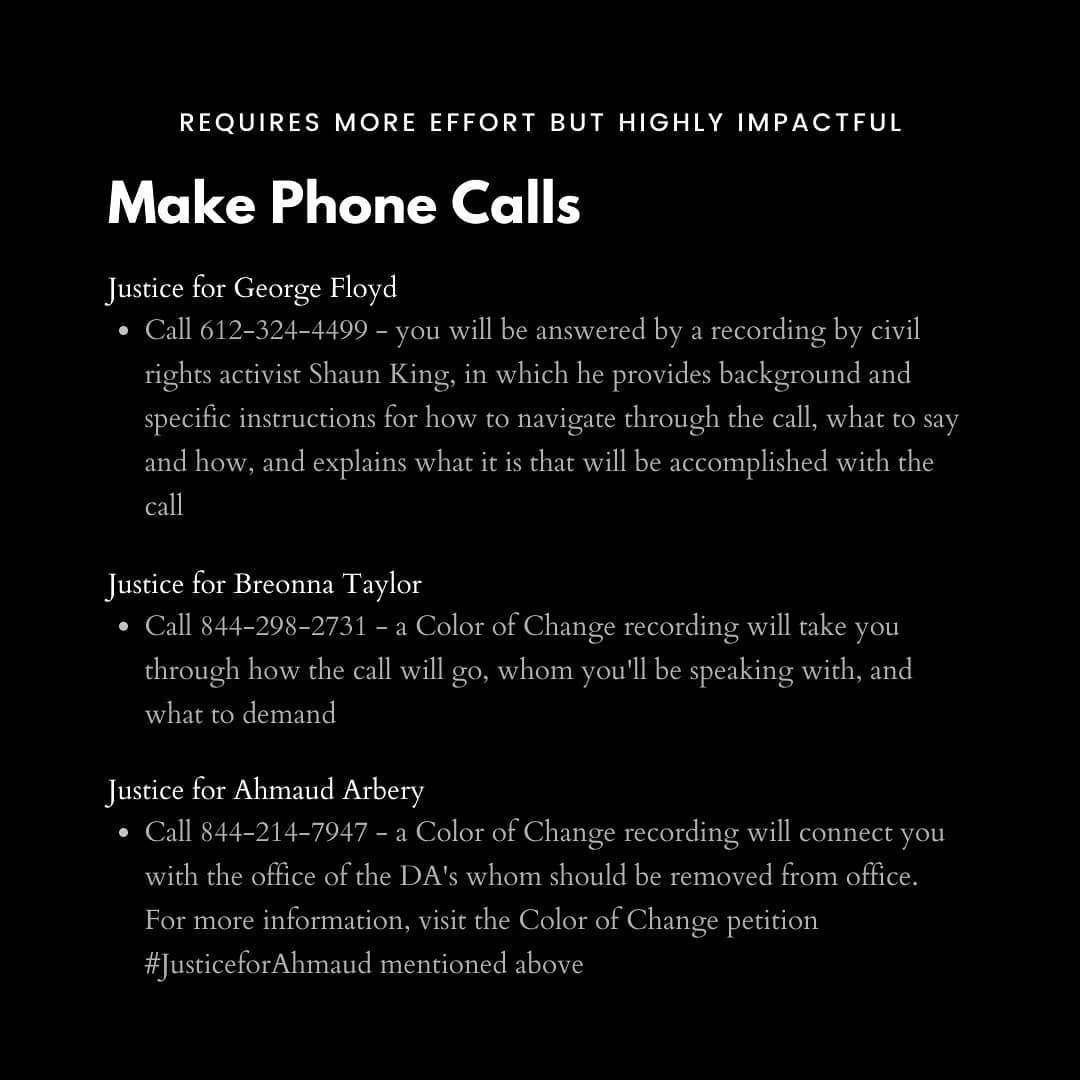 REQUIRES MORE EFFORT BUT HIGHLY IMPACTFUL
Make Phone Calls
Justice for George Floyd
• Call 612-324-4499 - you will be answered by a recording by civil
rights activist Shaun King, in which he provides background and
specific instructions for how to navigate through the call, what to say
and how, and explains what it is that will be accomplished with the
call
Justice for Breonna Taylor
• Call 844-298-2731 - a Color of Change recording will take you
through how the call will go, whom you'll be speaking with, and
what to demand
Justice for Ahmaud Arbery
• Call 844-214-7947 - a Color of Change recording will connect you
with the office of the DA's whom should be removed from office.
For more information, visit the Color of Change petition
#JusticeforAhmaud mentioned above